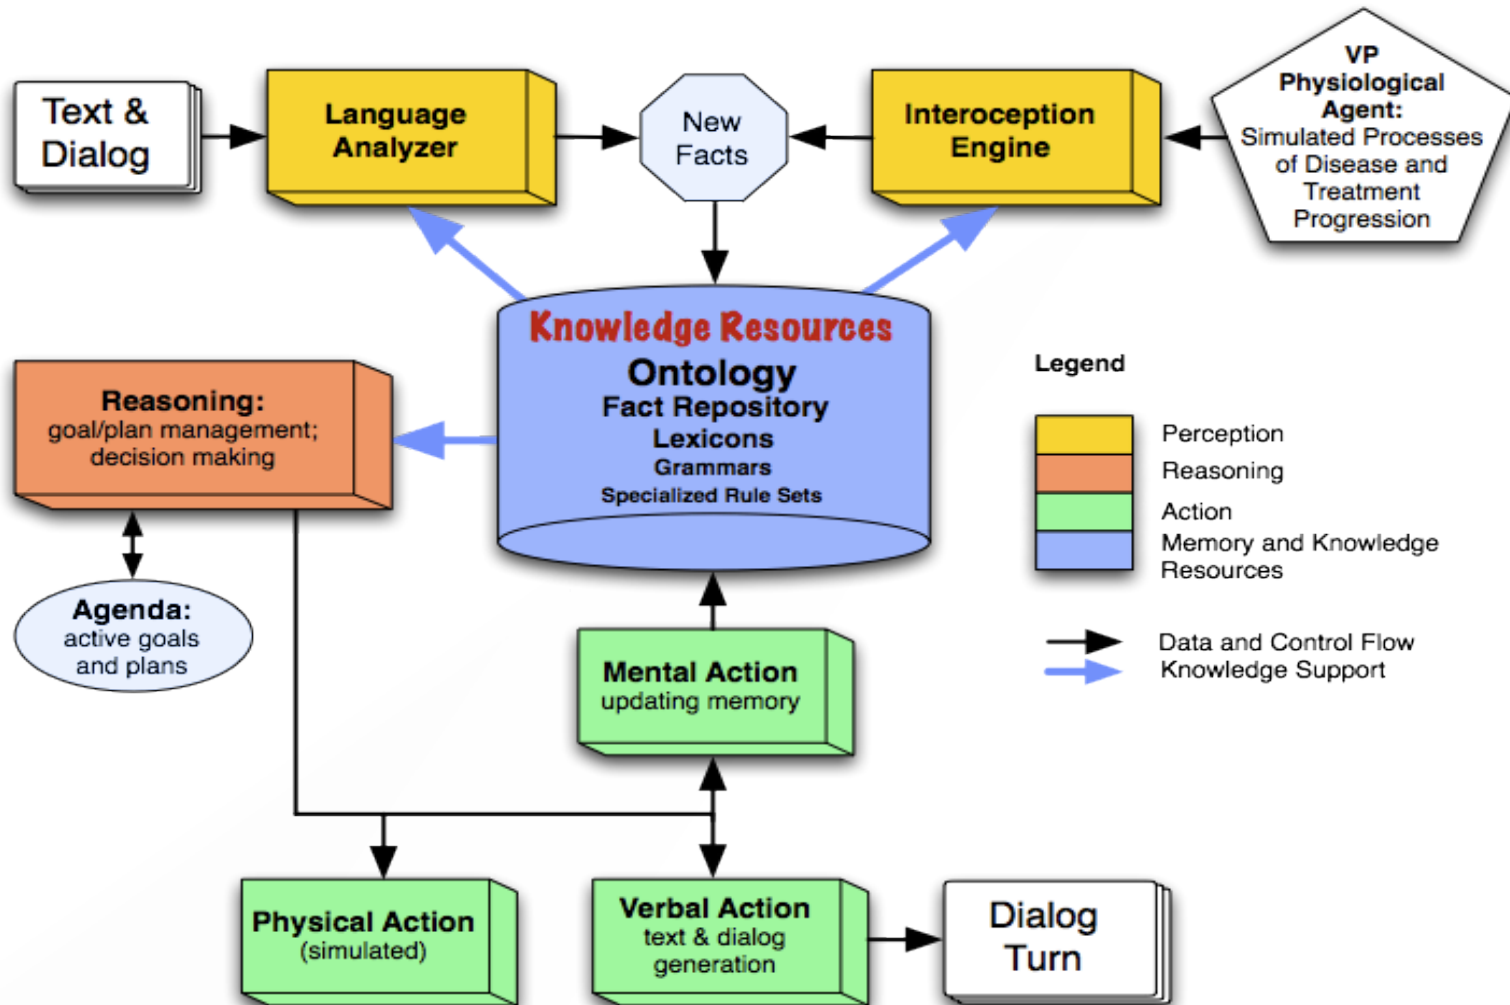 Text &
Dialog
Language
Analyzer
New
Facts
Interoception
Engine
VP
Physiological
Agent:
Simulated Processes
of Disease and
Treatment
Progression
Knowledge Resources
Ontology
Fact Repository
Lexicons
Grammars
Specialized Rule Sets
Reasoning:
goal/plan management;
decision making
Agenda:
active goals
and plans
Legend
Perception
Reasoning
Action
Memory and Knowledge
Resources
Data and Control Flow
Knowledge Support
Mental Action
updating memory
Physical Action
(simulated)
Verbal Action
text & dialog
generation
Dialog
Turn